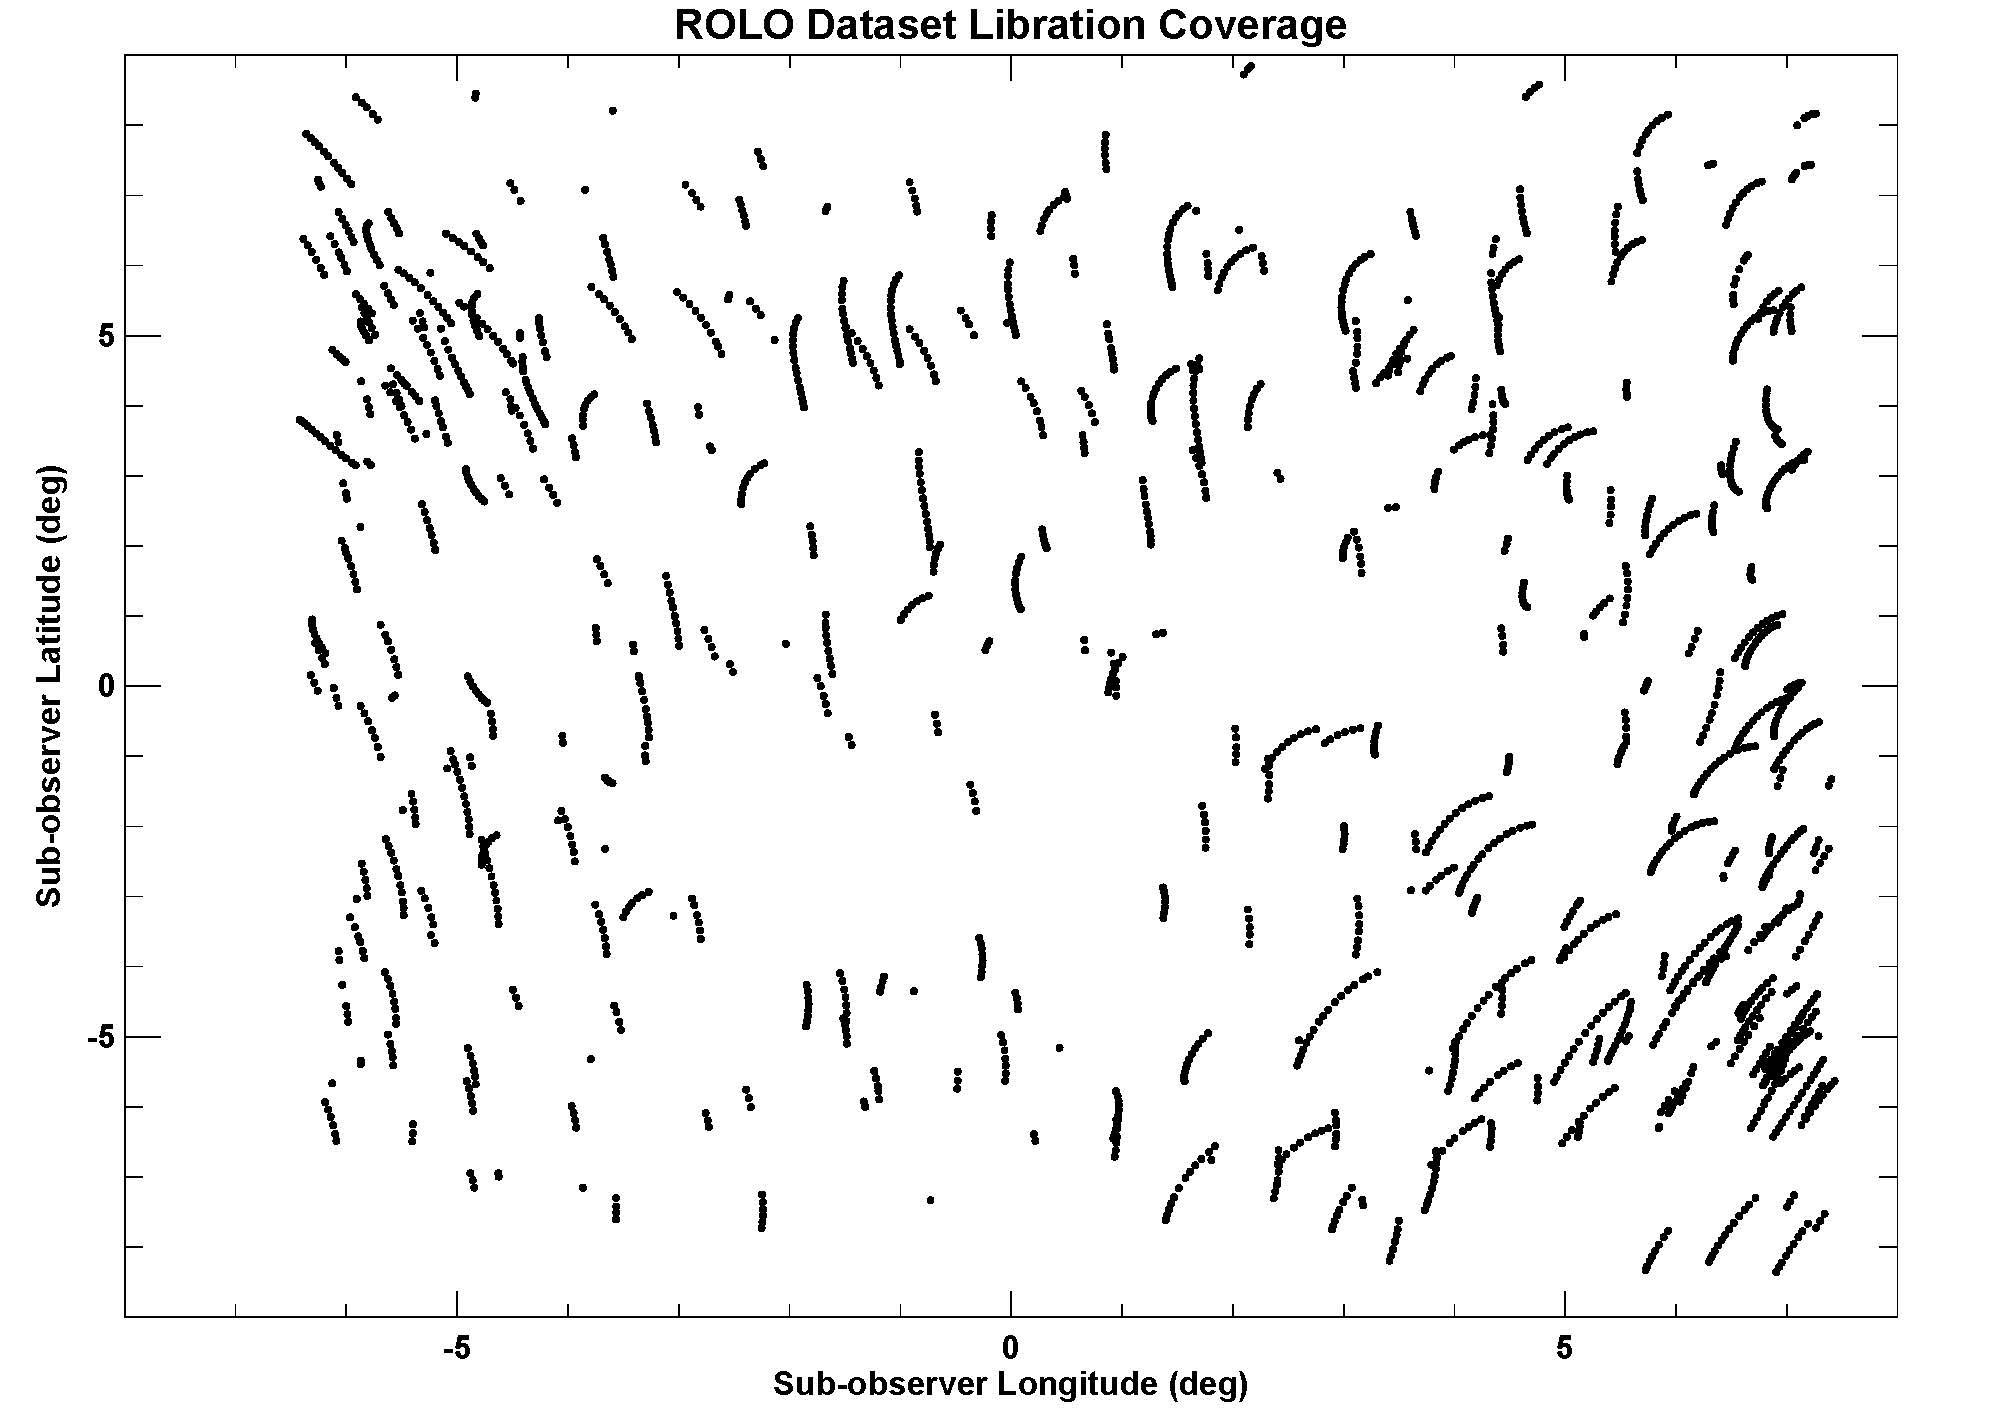 ROLO Dataset Libration Coverage
Sub-observer Latitude (deg)
5
0
-5
-5
0
5
Sub-observer Longitude (deg)